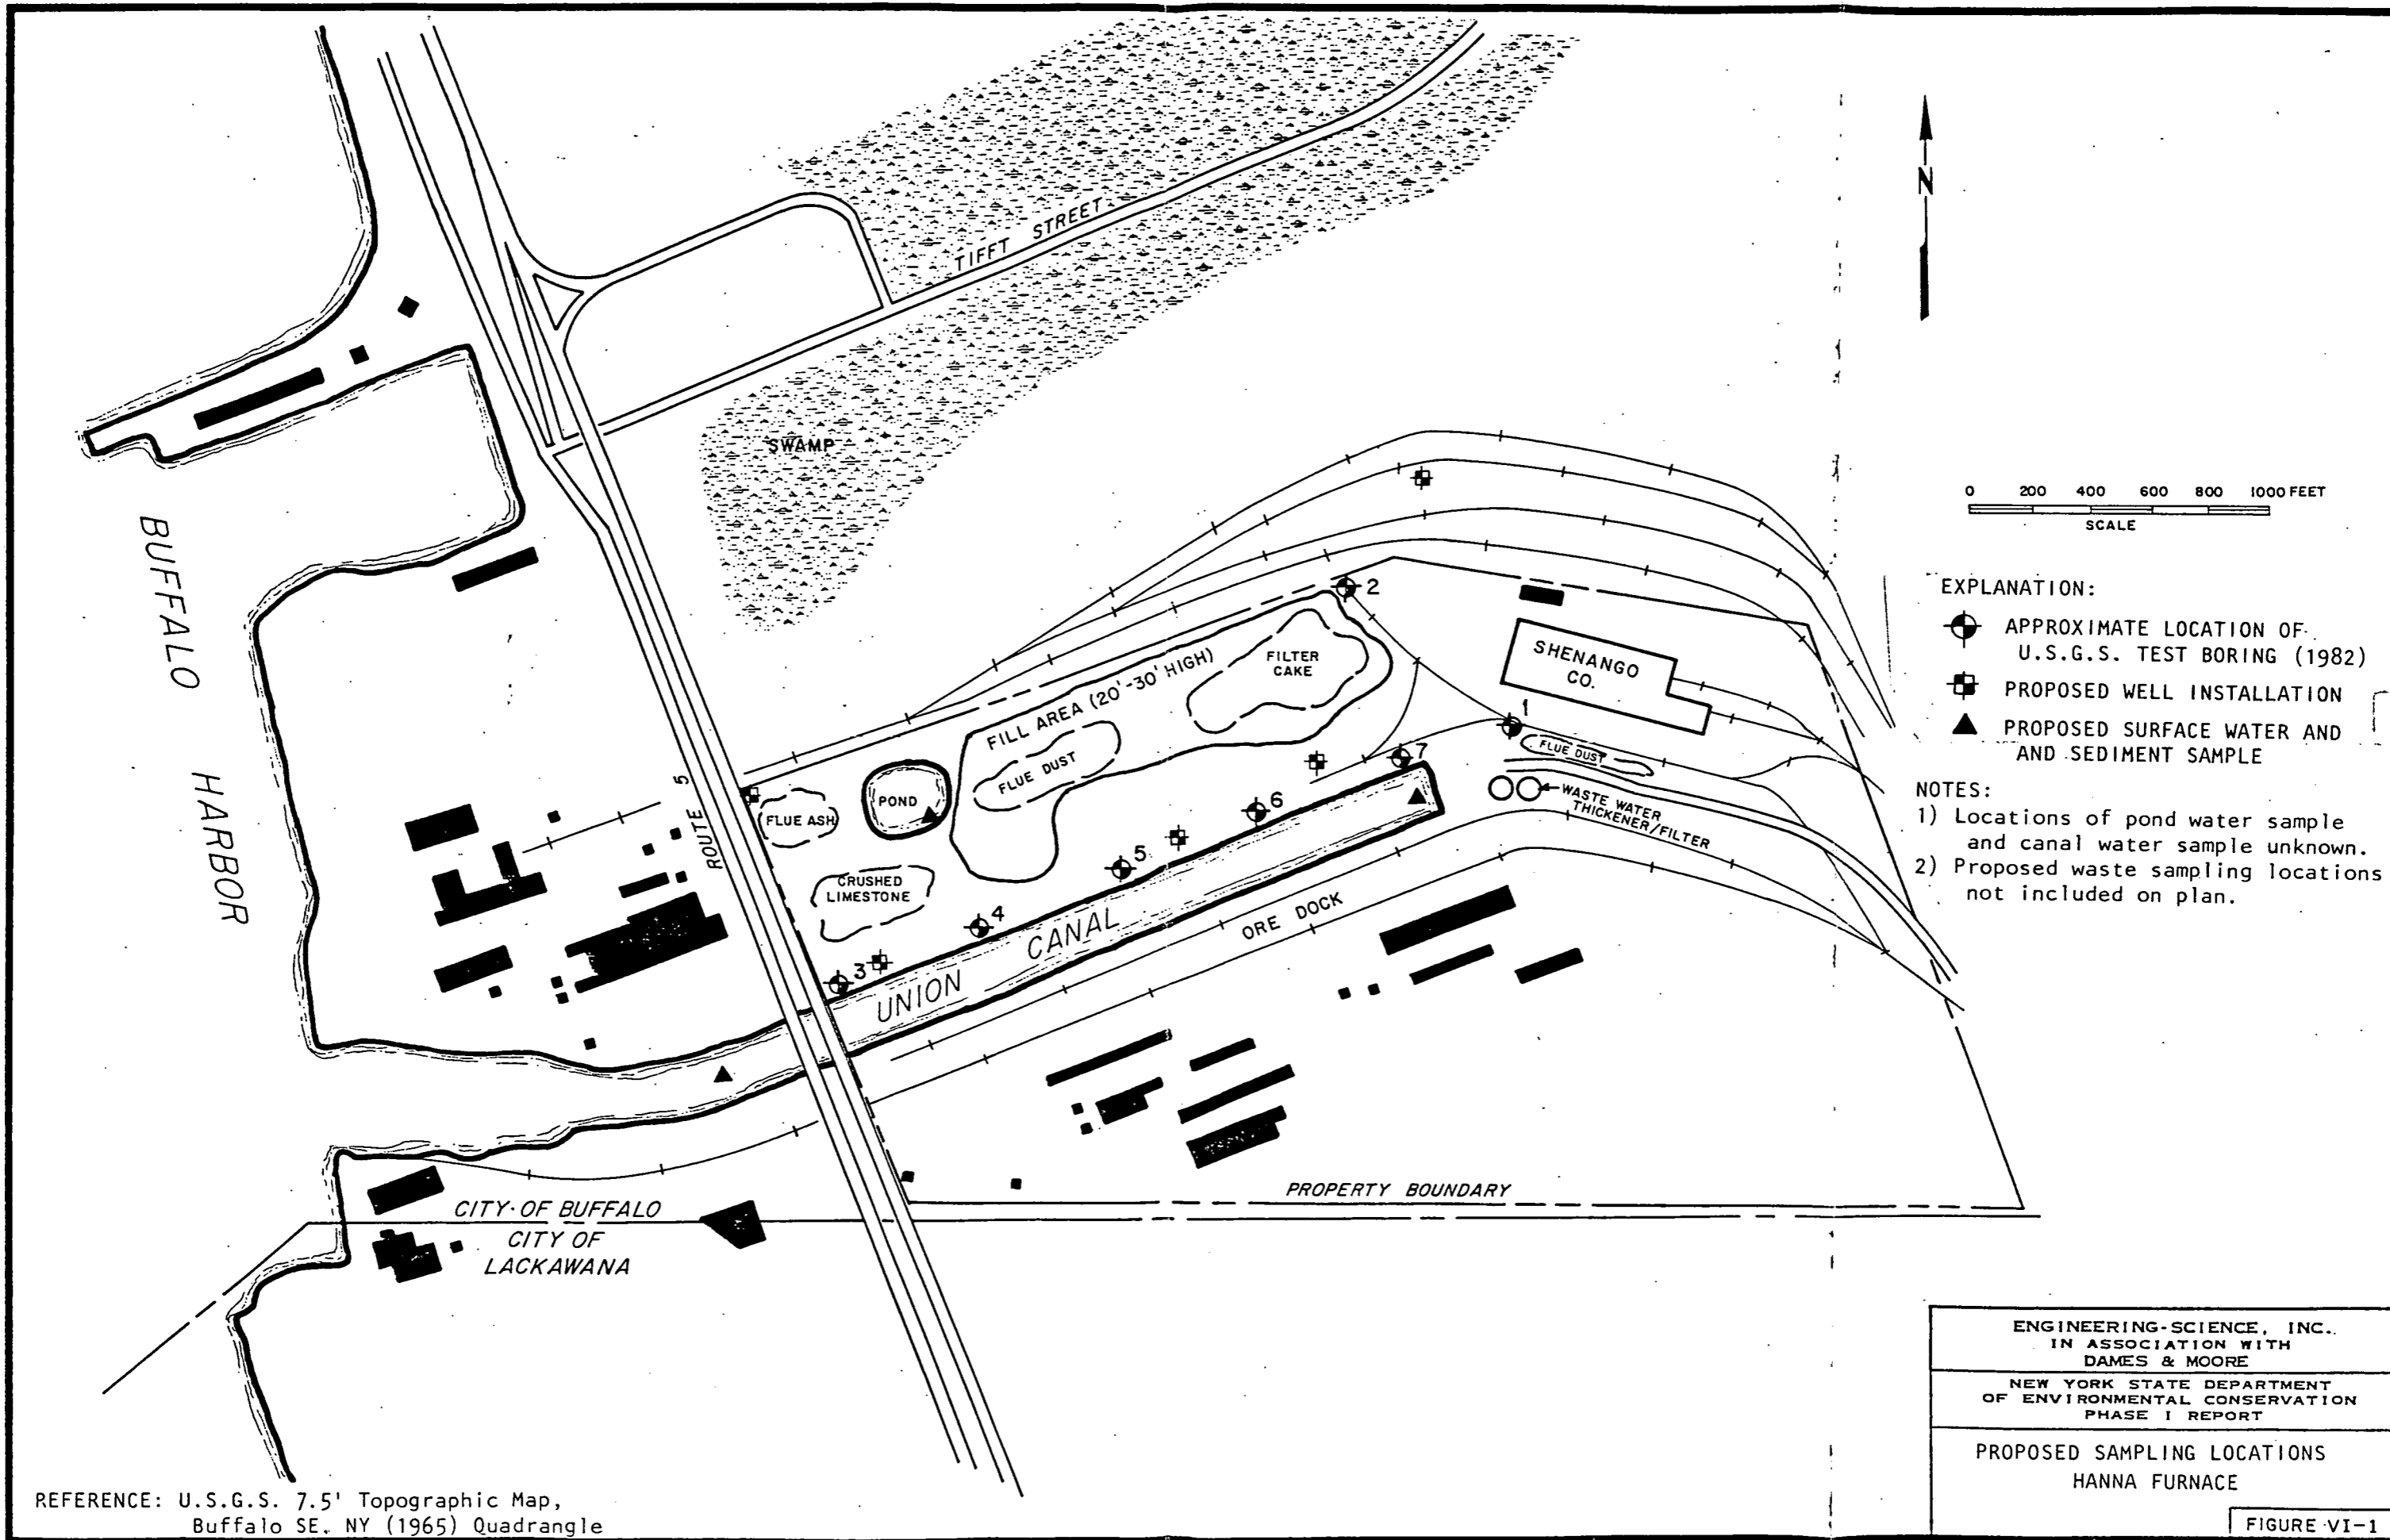 TIFFT STREET
N
SWAMP
BUFFALO
HARBOR
0 200 400 600 800 1000 FEET
SCALE
EXPLANATION:
APPROXIMATE LOCATION OF
U.S.G.S. TEST BORING (1982)
PROPOSED WELL INSTALLATION
PROPOSED SURFACE WATER AND
AND SEDIMENT SAMPLE
NOTES:
1) Locations of pond water sample
and canal water sample unknown.
2) Proposed waste sampling locations
not included on plan.
2
SHENANGO
CO.
FILTER
CAKE
FILL AREA (20'-30' HIGH)
FLUE DUST
1
FLUE DUST
7
WASTE WATER
THICKENER/FILTER
POND
FLUE ASH
ROUTE 5
6
5
CRUSHED
LIMESTONE
4
3
UNION CANAL
ORE DOCK
PROPERTY BOUNDARY
CITY OF BUFFALO
CITY OF
LACKAWANA
ENGINEERING-SCIENCE, INC.
IN ASSOCIATION WITH
DAMES & MOORE
NEW YORK STATE DEPARTMENT
OF ENVIRONMENTAL CONSERVATION
PHASE I REPORT
PROPOSED SAMPLING LOCATIONS
HANNA FURNACE
FIGURE VI-1
REFERENCE: U.S.G.S. 7.5' Topographic Map,
Buffalo SE, NY (1965) Quadrangle